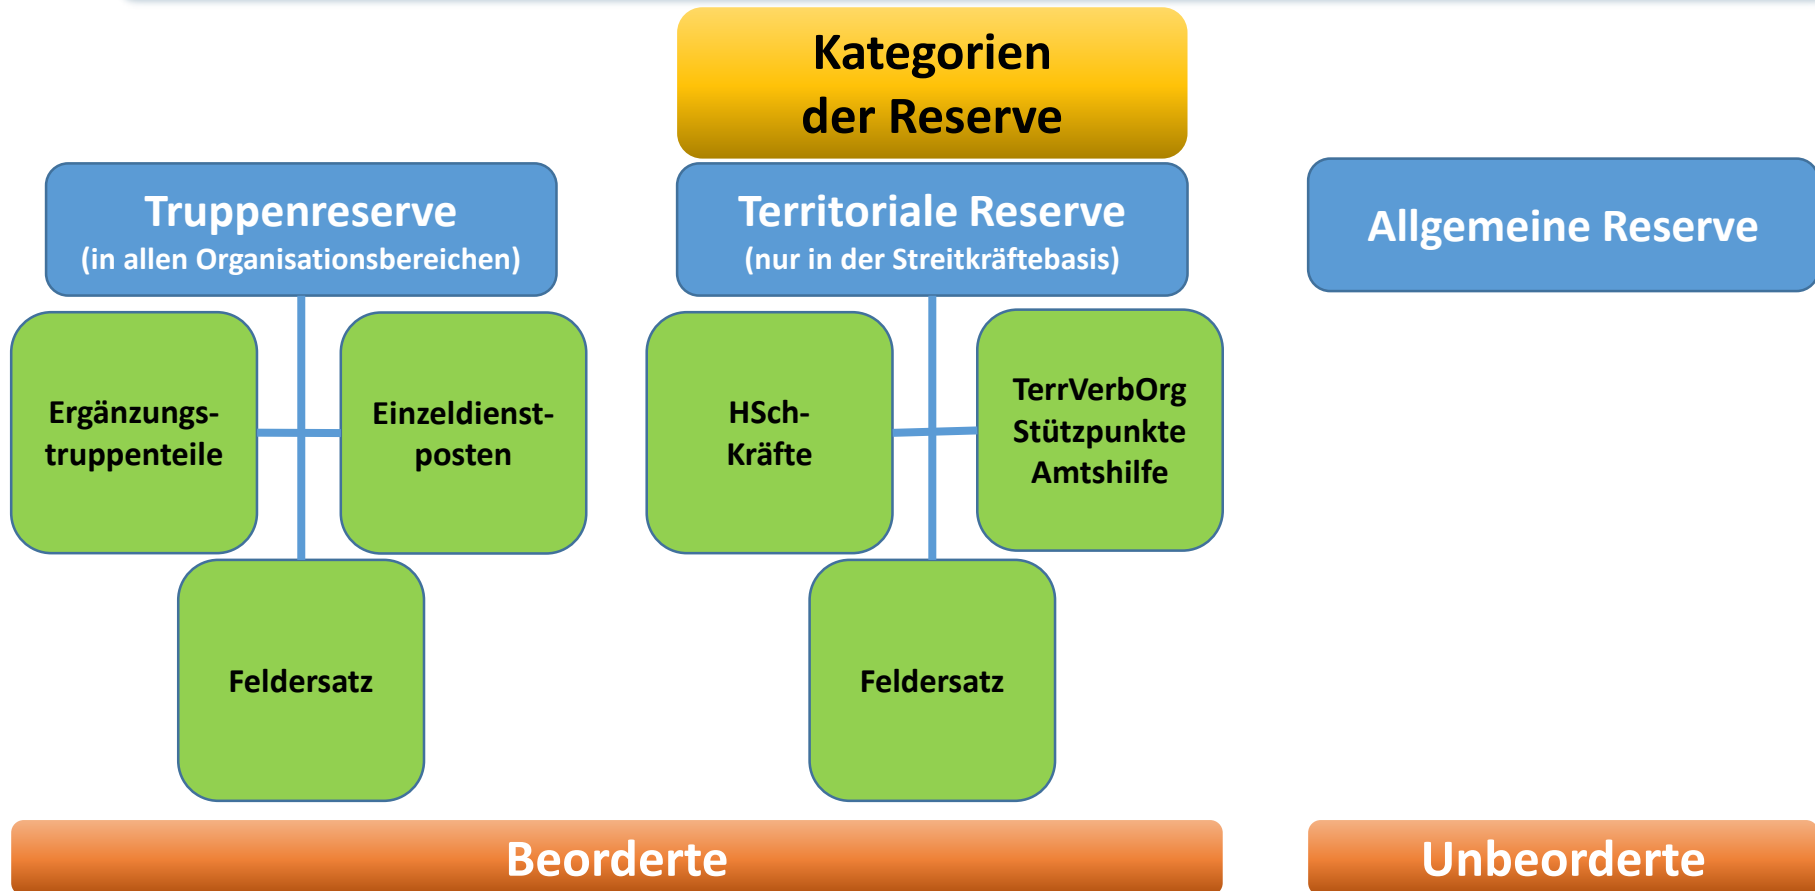 Kategorien
der Reserve
Truppenreserve
(in allen Organisationsbereichen)
Territoriale Reserve
(nur in der Streitkräftebasis)
Allgemeine Reserve
Ergänzungs-
truppenteile
Einzeldienst-
posten
HSch-
Kräfte
TerrVerbOrg
Stützpunkte
Amtshilfe
Feldersatz
Feldersatz
Beorderte
Unbeorderte